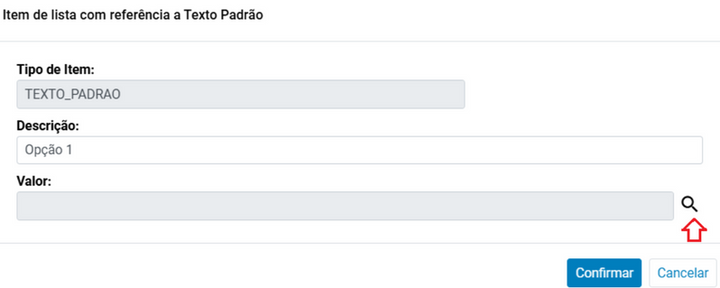 Item de lista com referência a Texto Padrão
Tipo de Item:
TEXTO_PADRAO
Descrição:
Opção 1
Valor:
Confirmar
Cancelar